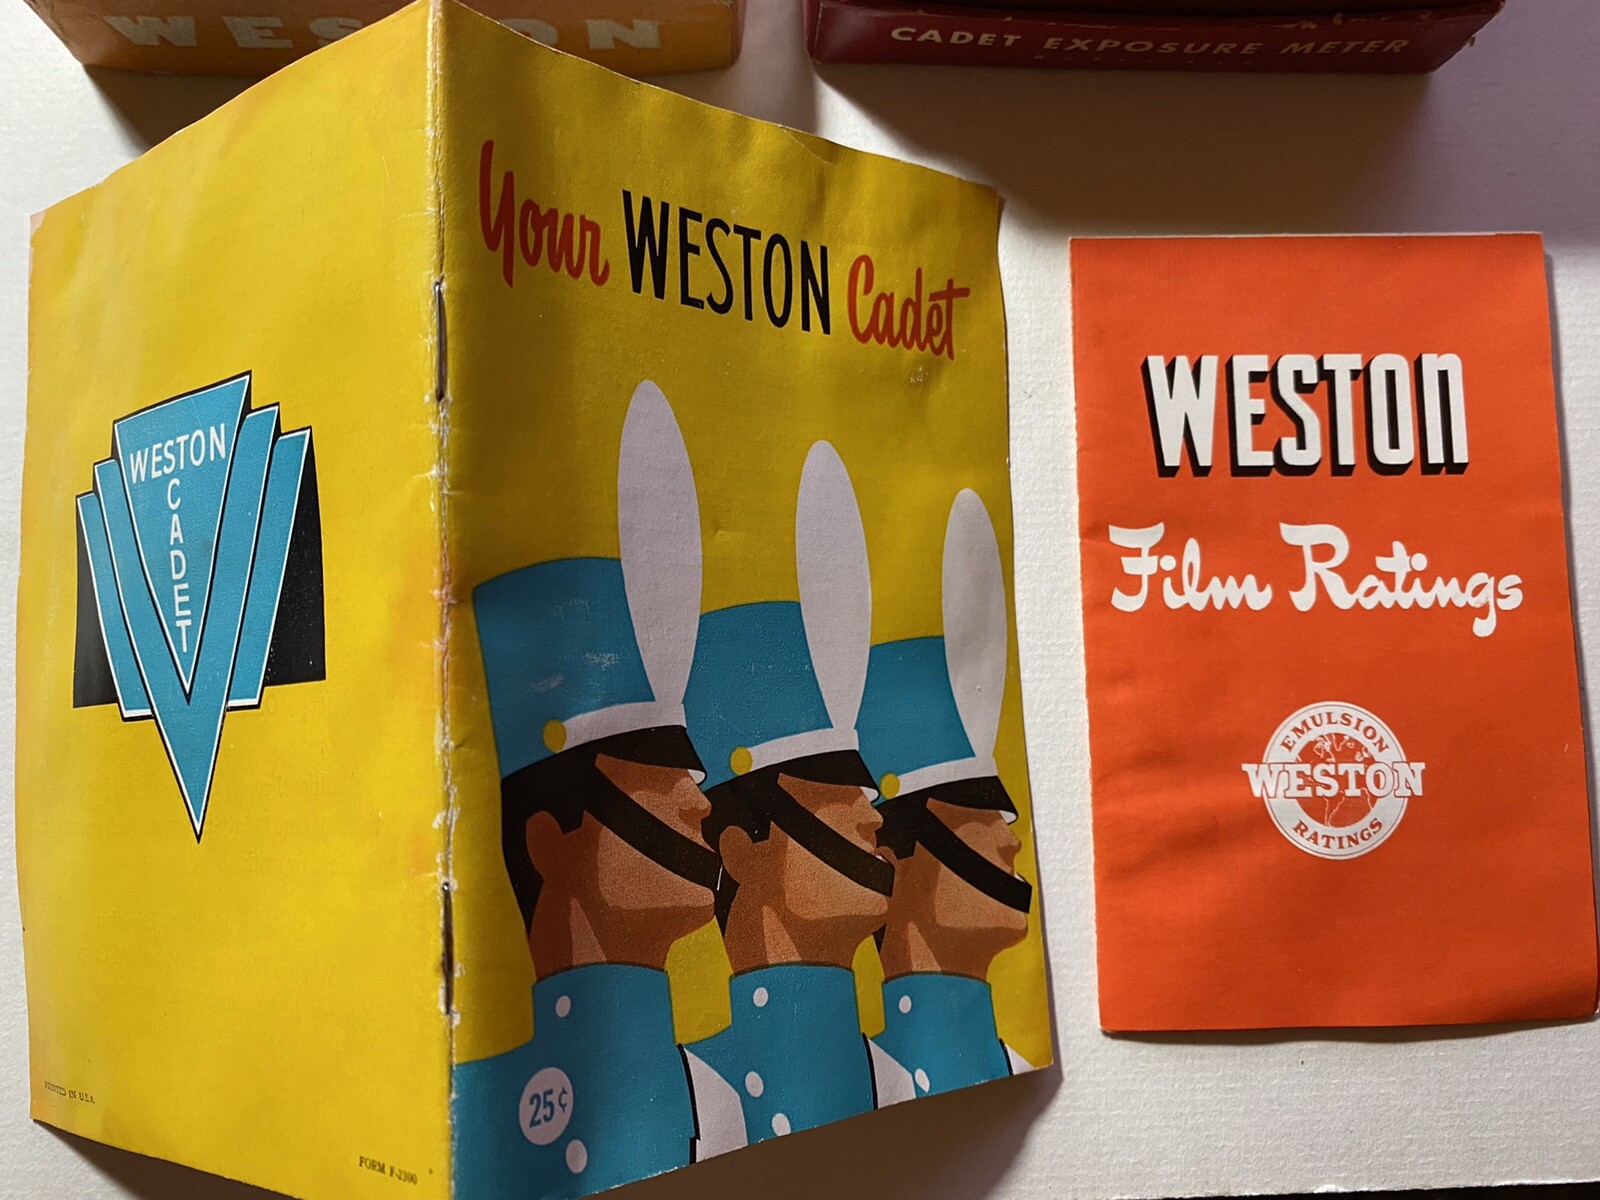 WESTON
CADET EXPOSURE METER
Your WESTON Cadet
WESTON
CADET
25¢
PRINTED IN U.S.A.
FORM F-2300
WESTON
Film Ratings
EMULSION
WESTON
RATINGS